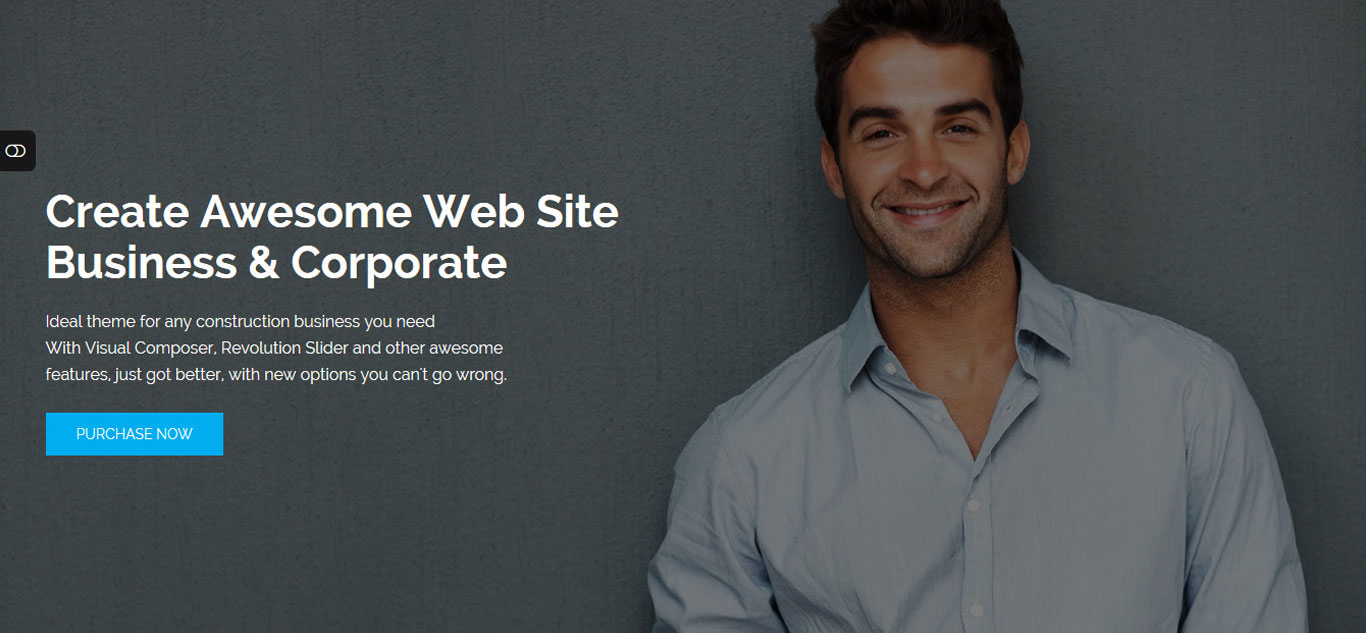 Create Awesome Web Site
Business & Corporate
Ideal theme for any construction business you need
With Visual Composer, Revolution Slider and other awesome
features, just got better, with new options you can't go wrong.
PURCHASE NOW